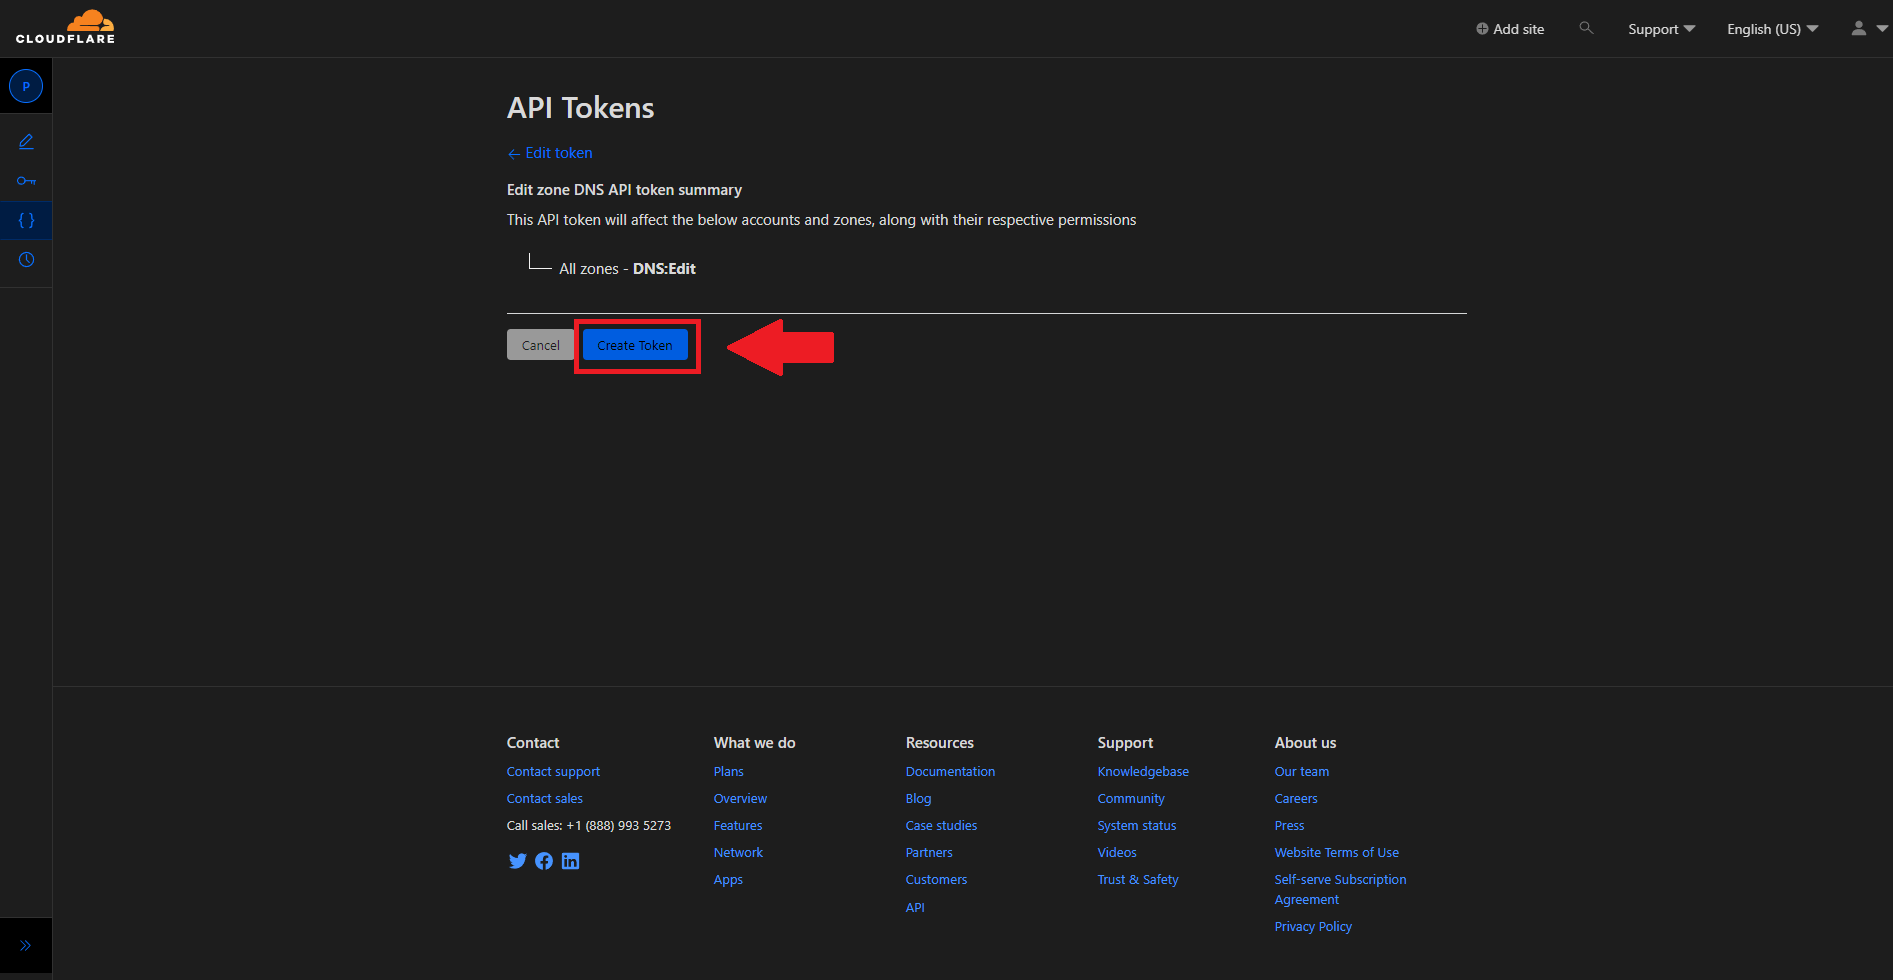 CLOUDFLARE
Add site
Support
English (US)
P
API Tokens
← Edit token
Edit zone DNS API token summary
This API token will affect the below accounts and zones, along with their respective permissions
All zones - DNS:Edit
Cancel
Create Token
Contact
Contact support
Contact sales
Call sales: +1 (888) 993 5273
What we do
Plans
Overview
Features
Network
Apps
Resources
Documentation
Blog
Case studies
Partners
Customers
API
Support
Knowledgebase
Community
System status
Videos
Trust & Safety
About us
Our team
Careers
Press
Website Terms of Use
Self-serve Subscription
Agreement
Privacy Policy